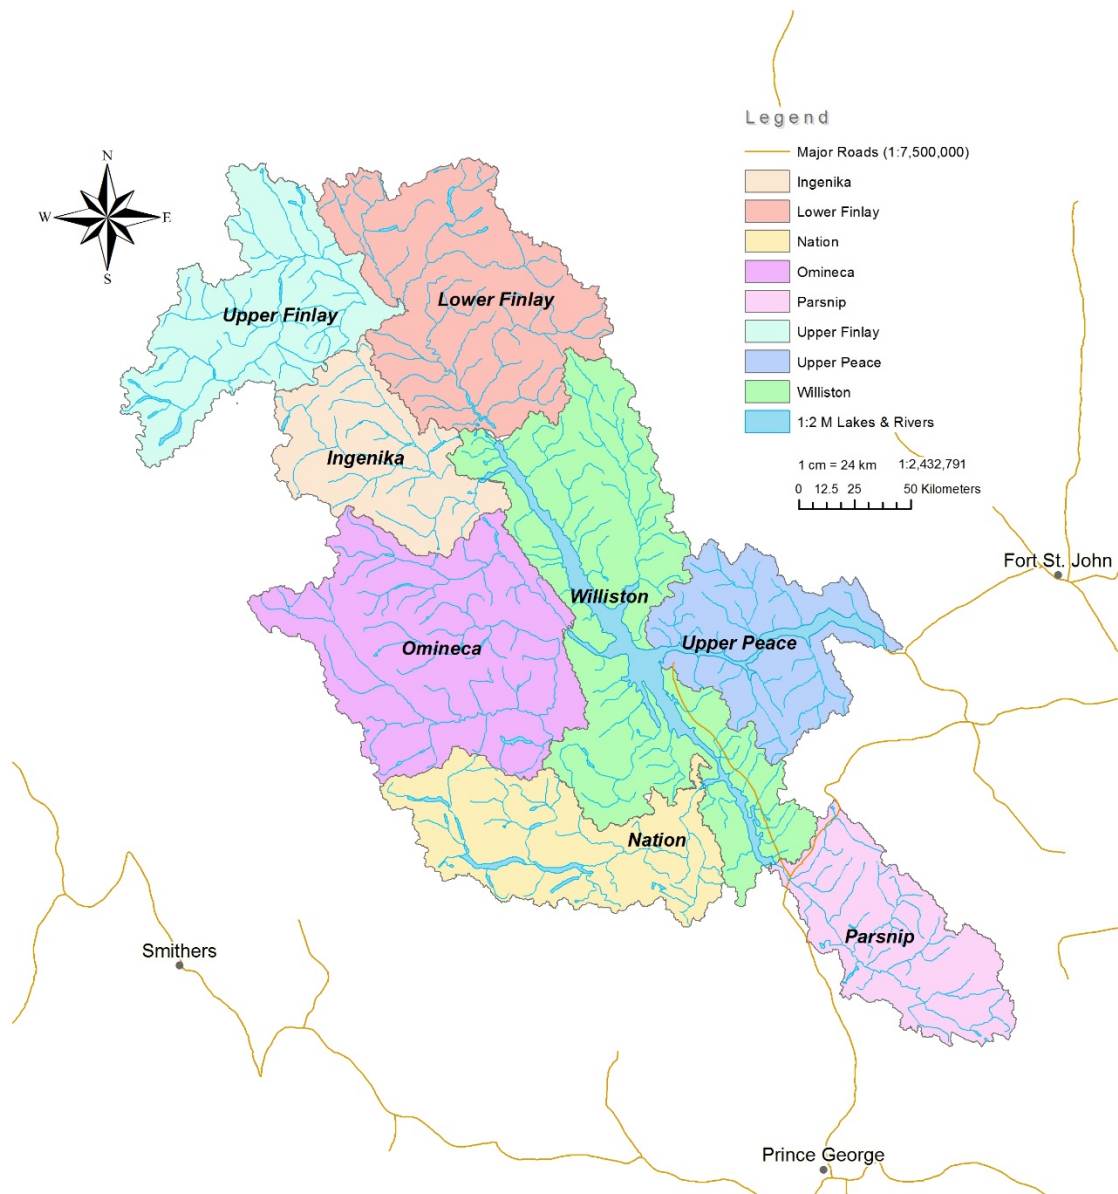 Legend
Major Roads (1:7,500,000)
Ingenika
Lower Finlay
Nation
Omineca
Parsnip
Upper Finlay
Upper Peace
Williston
1:2 M Lakes & Rivers
1 cm = 24 km 1:2,432,791
0 12.5 25 50 Kilometers
N
W E
S
Upper Finlay
Lower Finlay
Ingenika
Williston
Omineca
Upper Peace
Fort St. John
Nation
Parsnip
Smithers
Prince George